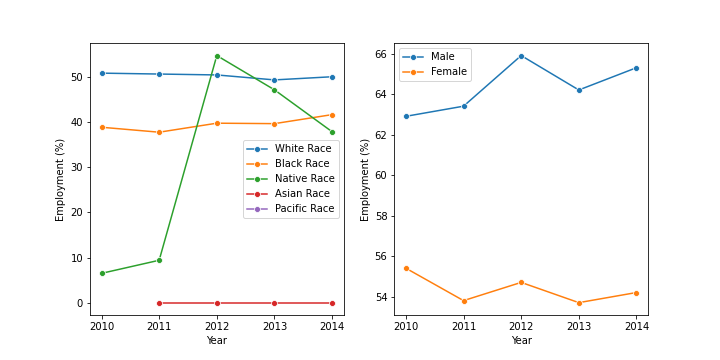 Employment (%)
50
40
30
20
10
0
White Race
Black Race
Native Race
Asian Race
Pacific Race
2010 2011 2012 2013 2014
Year
Employment (%)
66
64
62
60
58
56
54
Male
Female
2010 2011 2012 2013 2014
Year